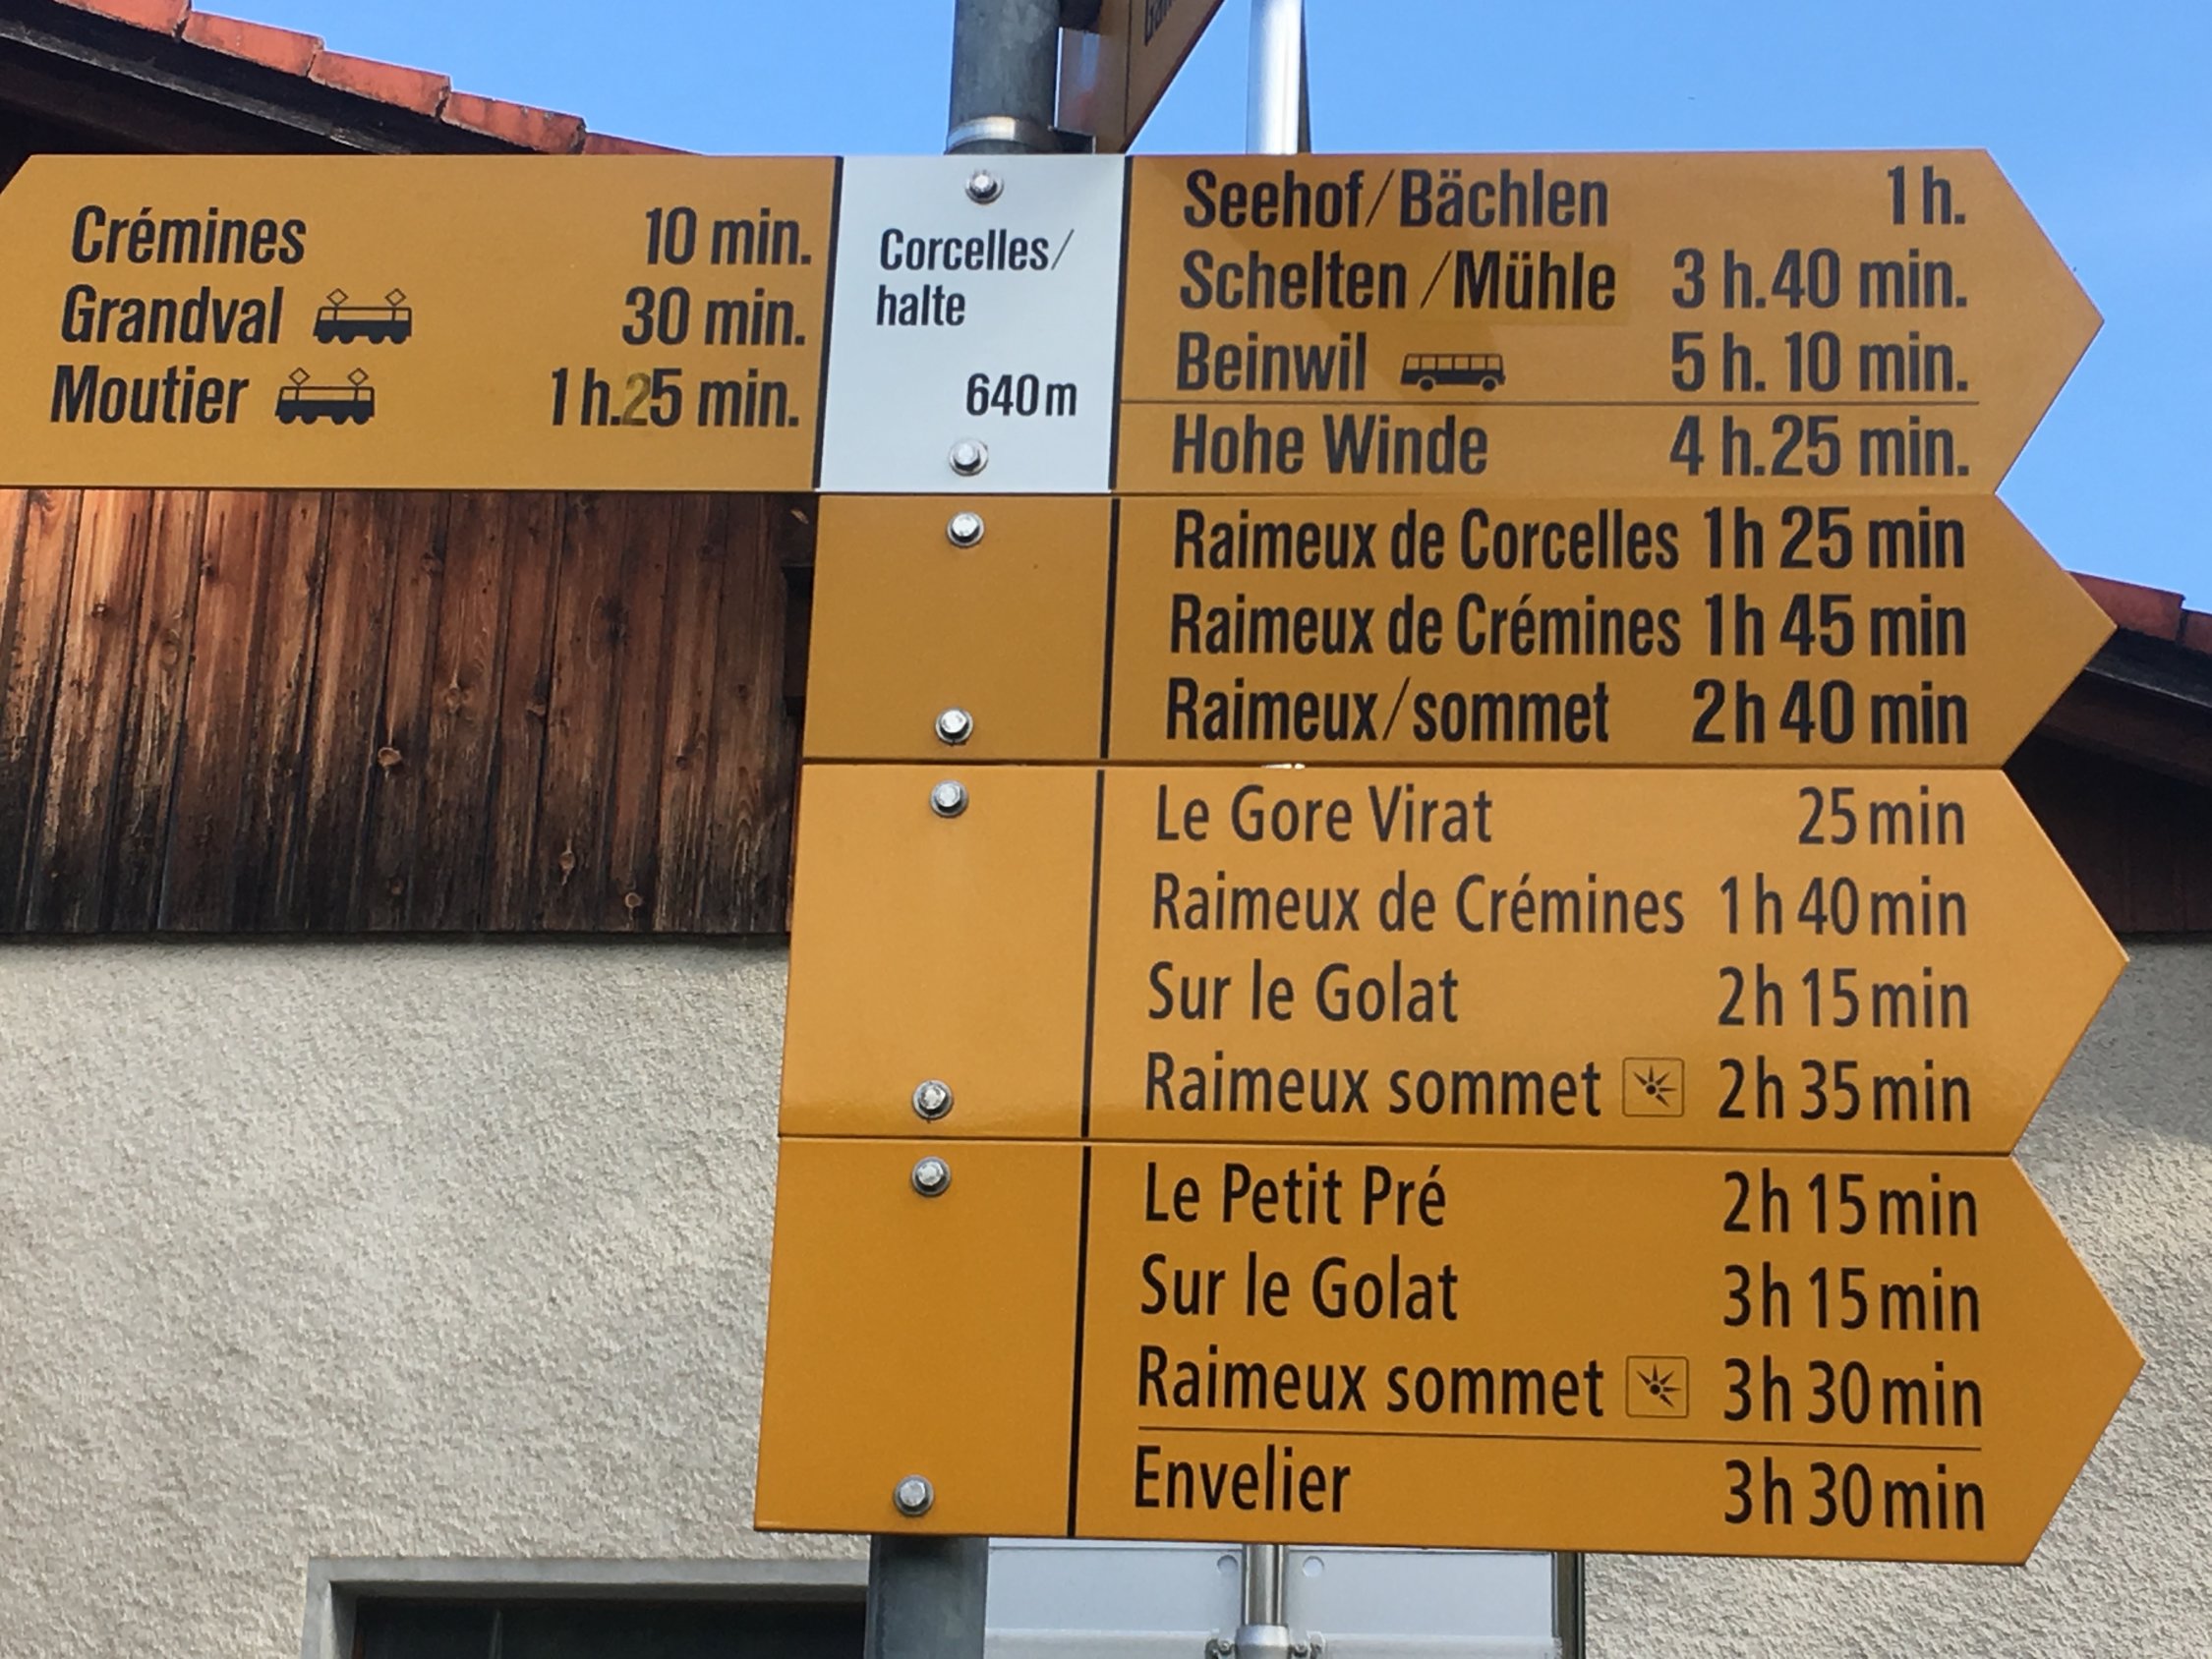 Crémines 10 min.
Grandval 30 min.
Moutier 1 h.25 min.
Corcelles/
halte
640 m
Seehof/Bächlen 1 h.
Schelten /Mühle 3 h.40 min.
Beinwil 5 h. 10 min.
Hohe Winde 4 h.25 min.
Raimeux de Corcelles 1h 25 min
Raimeux de Crémines 1h 45 min
Raimeux/sommet 2h 40 min
Le Gore Virat 25 min
Raimeux de Crémines 1h 40 min
Sur le Golat 2h 15 min
Raimeux sommet 2h 35 min
Le Petit Pré 2h 15 min
Sur le Golat 3h 15 min
Raimeux sommet 3h 30 min
Envelier 3h 30 min